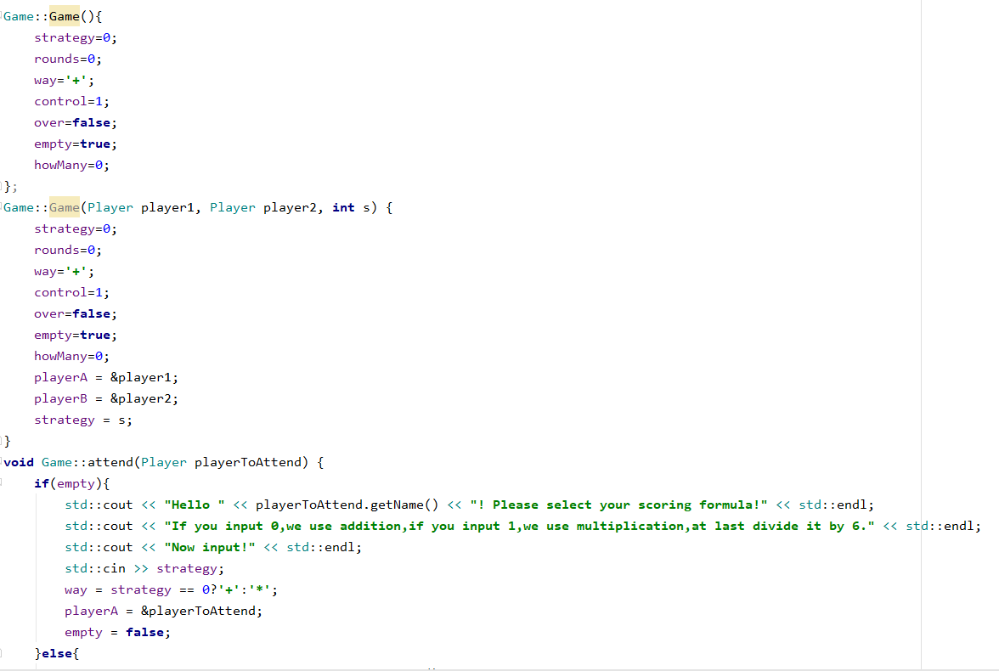 Game::Game(){
    strategy=0;
    rounds=0;
    way='+';
    control=1;
    over=false;
    empty=true;
    howMany=0;
};
Game::Game(Player player1, Player player2, int s) {
    strategy=0;
    rounds=0;
    way='+';
    control=1;
    over=false;
    empty=true;
    howMany=0;
    playerA = &player1;
    playerB = &player2;
    strategy = s;
}
void Game::attend(Player playerToAttend) {
    if(empty){
        std::cout << "Hello " << playerToAttend.getName() << "! Please select your scoring formula!" << std::endl;
        std::cout << "If you input 0,we use addition,if you input 1,we use multiplication,at last divide it by 6." << std::endl;
        std::cout << "Now input!" << std::endl;
        std::cin >> strategy;
        way = strategy == 0?'+':'*';
        playerA = &playerToAttend;
        empty = false;
    }else{